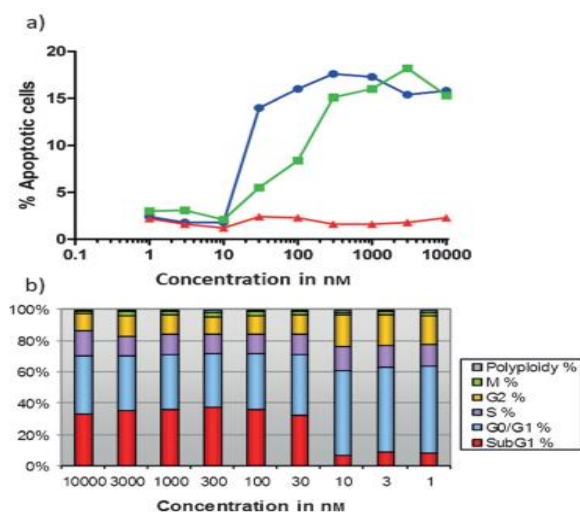 a)
% Apoptotic cells
20
15
10
5
0
0.1 1 10 100 1000 10000
Concentration in nM
b)
100%
80%
60%
40%
20%
0%
Polyploidy %
M %
G2 %
S %
G0/G1 %
SubG1 %
10000 3000 1000 300 100 30 10 3 1
Concentration in nM